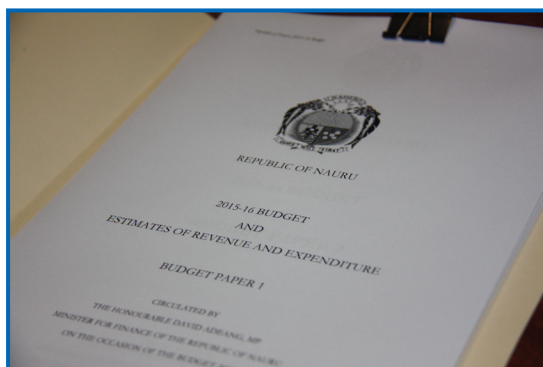 REPUBLIC OF NAURU
2015-16 BUDGET
AND
ESTIMATES OF REVENUE AND EXPENDITURE
BUDGET PAPER 1
CIRCULATED BY
THE HONOURABLE DAVID ADEANG, MP
MINISTER FOR FINANCE OF THE REPUBLIC OF NAURU
ON THE OCCASION OF THE BUDGET